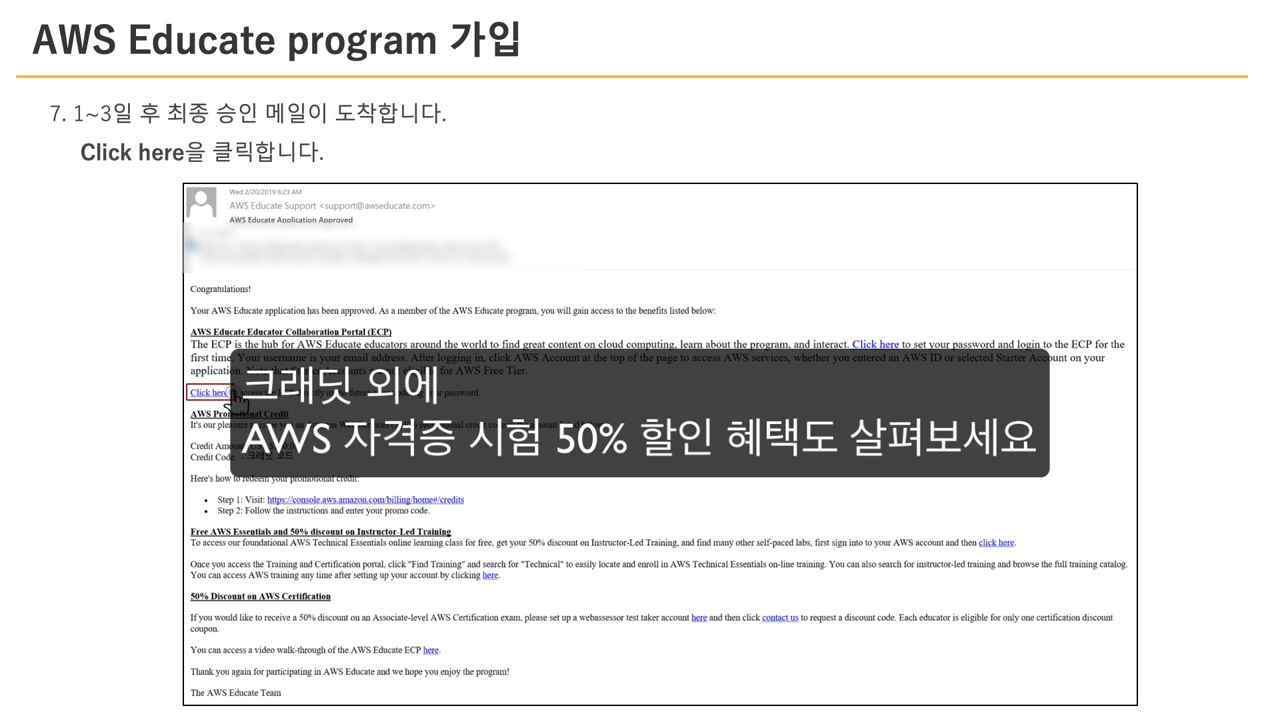 AWS Educate program 가입
7. 1~3일 후 최종 승인 메일이 도착합니다.
Click here을 클릭합니다.
Wed 2/20/2019 6:23 AM
AWS Educate Support <support@awseducate.com>
AWS Educate Application Approved
Congratulations!
Your AWS Educate application has been approved. As a member of the AWS Educate program, you will gain access to the benefits listed below:
AWS Educate Educator Collaboration Portal (ECP)
The ECP is the hub for AWS Educate educators around the world to find great content on cloud computing, learn about the program, and interact. Click here to set your password and login to the ECP for the
first time. Your username is your email address. After logging in, click AWS Account at the top of the page to access AWS services, whether you entered an AWS ID or selected Starter Account on your
application. Note that Starter Accounts are not eligible for AWS Free Tier.
Click here password.
크래딧 외에
AWS 자격증 시험 50% 할인 혜택도 살펴보세요
AWS Promotional Credit
It's our
Credit
Credit Code: 크래딧 코드
Here's how to redeem your promotional credit:
• Step 1: Visit: https://console.aws.amazon.com/billing/home#/credits
• Step 2: Follow the instructions and enter your promo code.
Free AWS Essentials and 50% discount on Instructor-Led Training
To access our foundational AWS Technical Essentials online learning class for free, get your 50% discount on Instructor-Led Training, and find many other self-paced labs, first sign into to your AWS account and then click here.
Once you access the Training and Certification portal, click "Find Training" and search for "Technical" to easily locate and enroll in AWS Technical Essentials on-line training. You can also search for instructor-led training and browse the full training catalog.
You can access AWS training any time after setting up your account by clicking here.
50% Discount on AWS Certification
If you would like to receive a 50% discount on an Associate-level AWS Certification exam, please set up a webassessor test taker account here and then click contact us to request a discount code. Each educator is eligible for only one certification discount
coupon.
You can access a video walk-through of the AWS Educate ECP here.
Thank you again for participating in AWS Educate and we hope you enjoy the program!
The AWS Educate Team